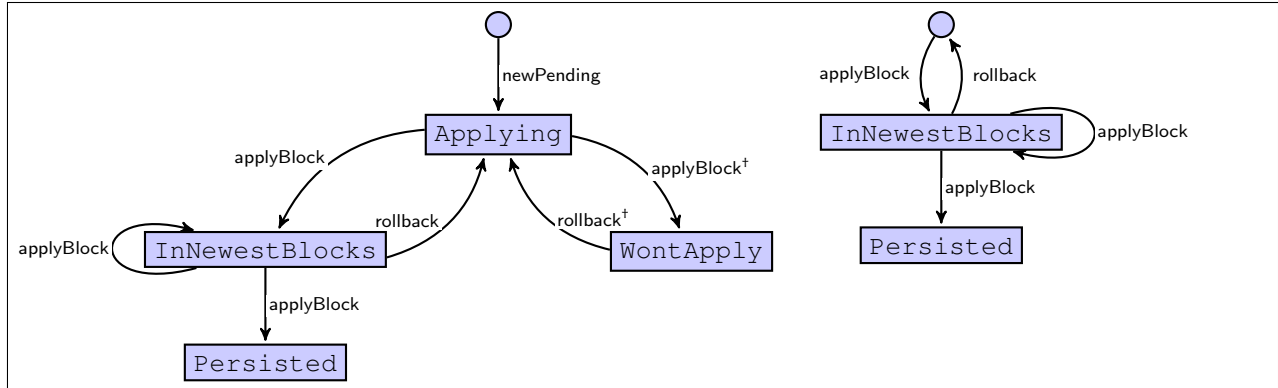 newPending
Applying
applyBlock
applyBlock†
rollback
rollback†
applyBlock
InNewestBlocks
WontApply
applyBlock
Persisted
applyBlock
rollback
InNewestBlocks
applyBlock
applyBlock
Persisted